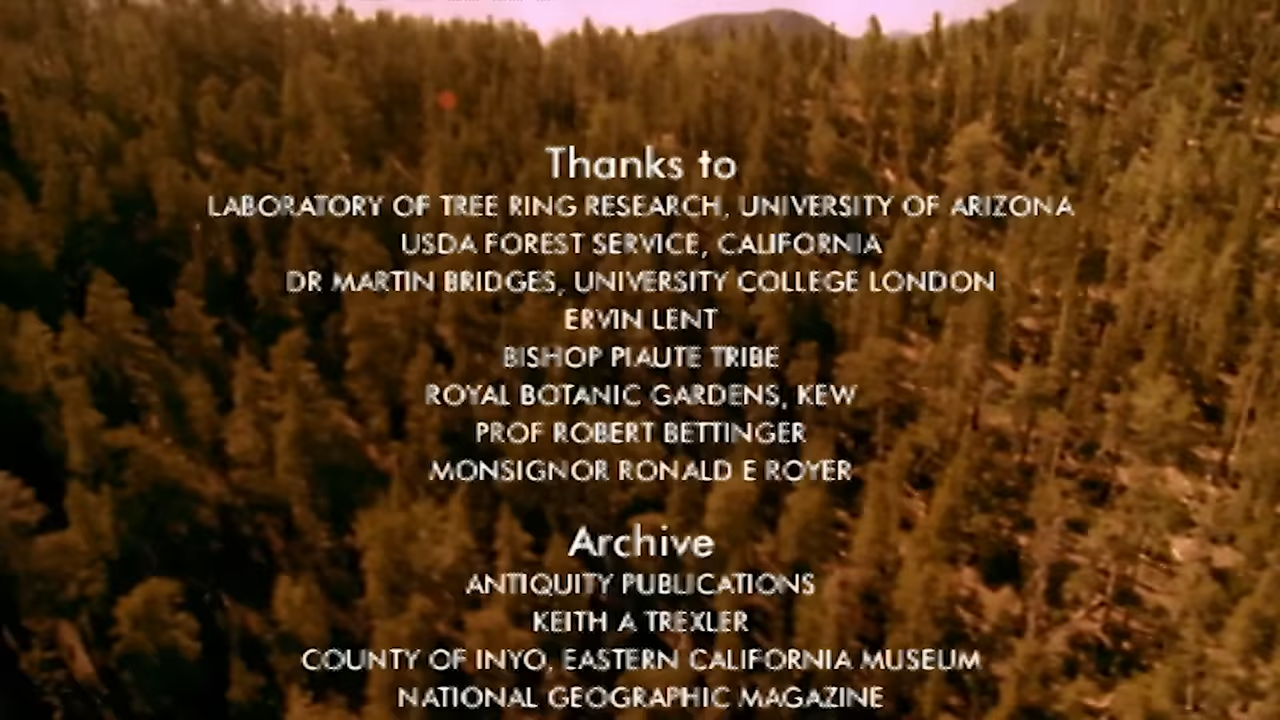 Thanks to
LABORATORY OF TREE RING RESEARCH, UNIVERSITY OF ARIZONA
USDA FOREST SERVICE, CALIFORNIA
DR MARTIN BRIDGES, UNIVERSITY COLLEGE LONDON
ERVIN LENT
BISHOP PIAUTE TRIBE
ROYAL BOTANIC GARDENS, KEW
PROF ROBERT BETTINGER
MONSIGNOR RONALD E ROYER
Archive
ANTIQUITY PUBLICATIONS
KEITH A TREXLER
COUNTY OF INYO, EASTERN CALIFORNIA MUSEUM
NATIONAL GEOGRAPHIC MAGAZINE